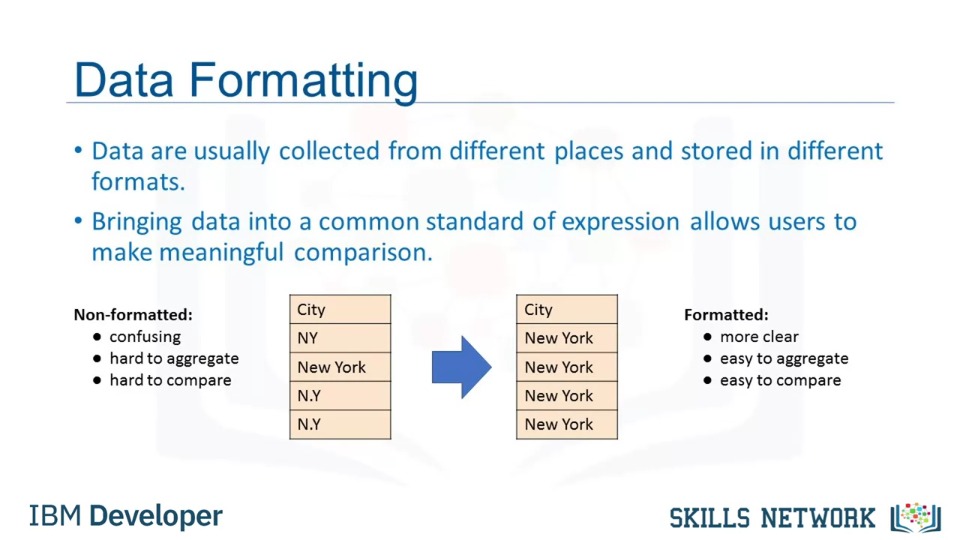 Data Formatting
• Data are usually collected from different places and stored in different
formats.
• Bringing data into a common standard of expression allows users to
make meaningful comparison.
Non-formatted:
● confusing
● hard to aggregate
● hard to compare
City
NY
New York
N.Y
N.Y
City
New York
New York
New York
New York
Formatted:
● more clear
● easy to aggregate
● easy to compare
IBM Developer
SKILLS NETWORK